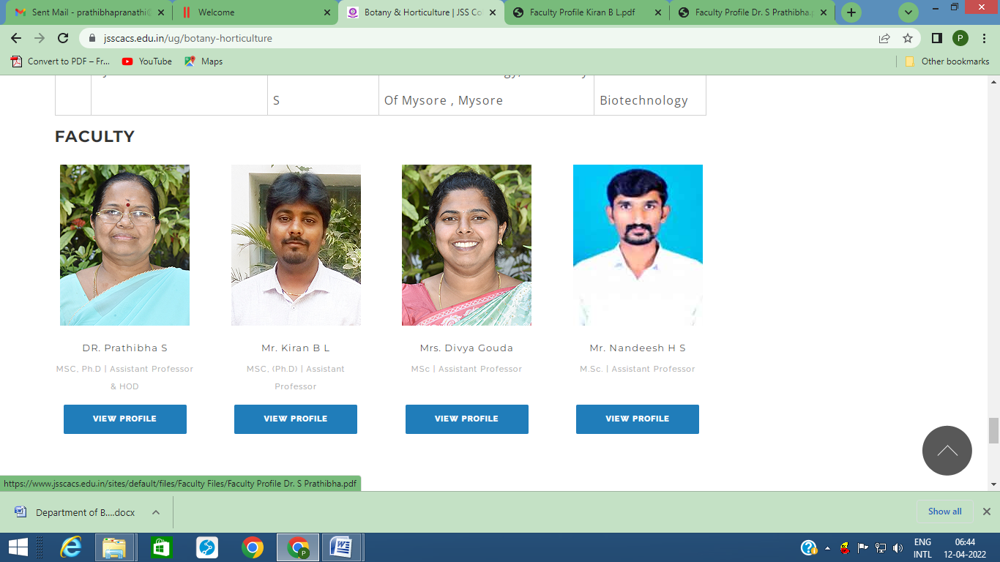 Sent Mail - prathibhapranathi@
Welcome
Botany & Horticulture | JSS Co
Faculty Profile Kiran B L.pdf
Faculty Profile Dr. S Prathibha.p
jsscacs.edu.in/ug/botany-horticulture
P
Convert to PDF – Fr...
YouTube
Maps
Other bookmarks
S
Of Mysore , Mysore
Biotechnology
FACULTY
DR. Prathibha S
MSC, Ph.D | Assistant Professor
& HOD
VIEW PROFILE
Mr. Kiran B L
MSC, (Ph.D) | Assistant
Professor
VIEW PROFILE
Mrs. Divya Gouda
MSc | Assistant Professor
VIEW PROFILE
Mr. Nandeesh H S
M.Sc. | Assistant Professor
VIEW PROFILE
https://www.jsscacs.edu.in/sites/default/files/Faculty Files/Faculty Profile Dr. S Prathibha.pdf
Department of B....docx
Show all
ENG
INTL
06:44
12-04-2022